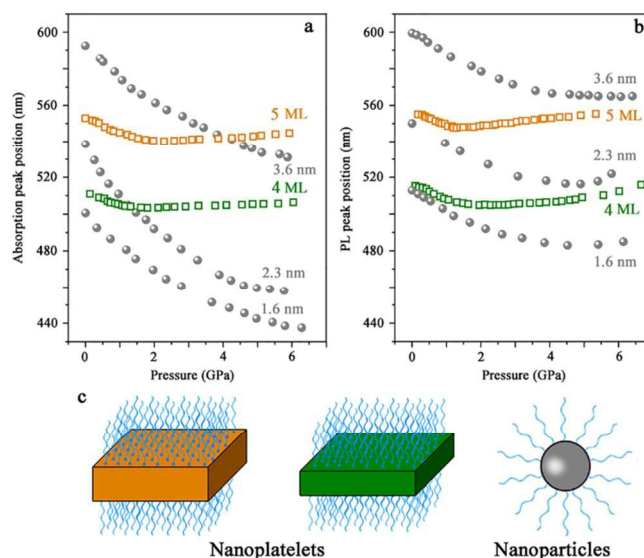 a
600
560
520
480
440
Absorption peak position (nm)
5 ML
3.6 nm
4 ML
2.3 nm
1.6 nm
0 2 4 6
Pressure (GPa)
b
600
560
520
480
440
PL peak position (nm)
3.6 nm
5 ML
2.3 nm
4 ML
1.6 nm
0 2 4 6
Pressure (GPa)
c
Nanoplatelets
Nanoparticles